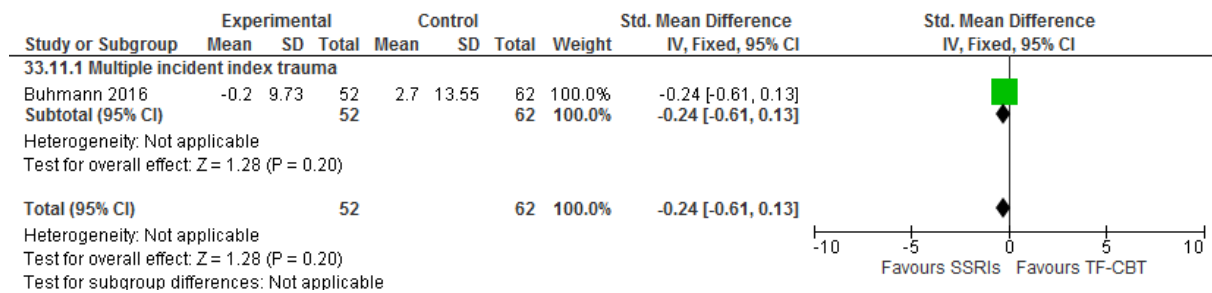 Experimental Control Std. Mean Difference Std. Mean Difference
Study or Subgroup Mean SD Total Mean SD Total Weight IV, Fixed, 95% CI IV, Fixed, 95% CI
33.11.1 Multiple incident index trauma
Buhmann 2016 -0.2 9.73 52 2.7 13.55 62 100.0% -0.24 [-0.61, 0.13]
Subtotal (95% CI) 52 62 100.0% -0.24 [-0.61, 0.13]
Heterogeneity: Not applicable
Test for overall effect: Z = 1.28 (P = 0.20)
Total (95% CI) 52 62 100.0% -0.24 [-0.61, 0.13]
Heterogeneity: Not applicable
Test for overall effect: Z = 1.28 (P = 0.20)
Test for subgroup differences: Not applicable
-10 -5 0 5 10
Favours SSRIs Favours TF-CBT